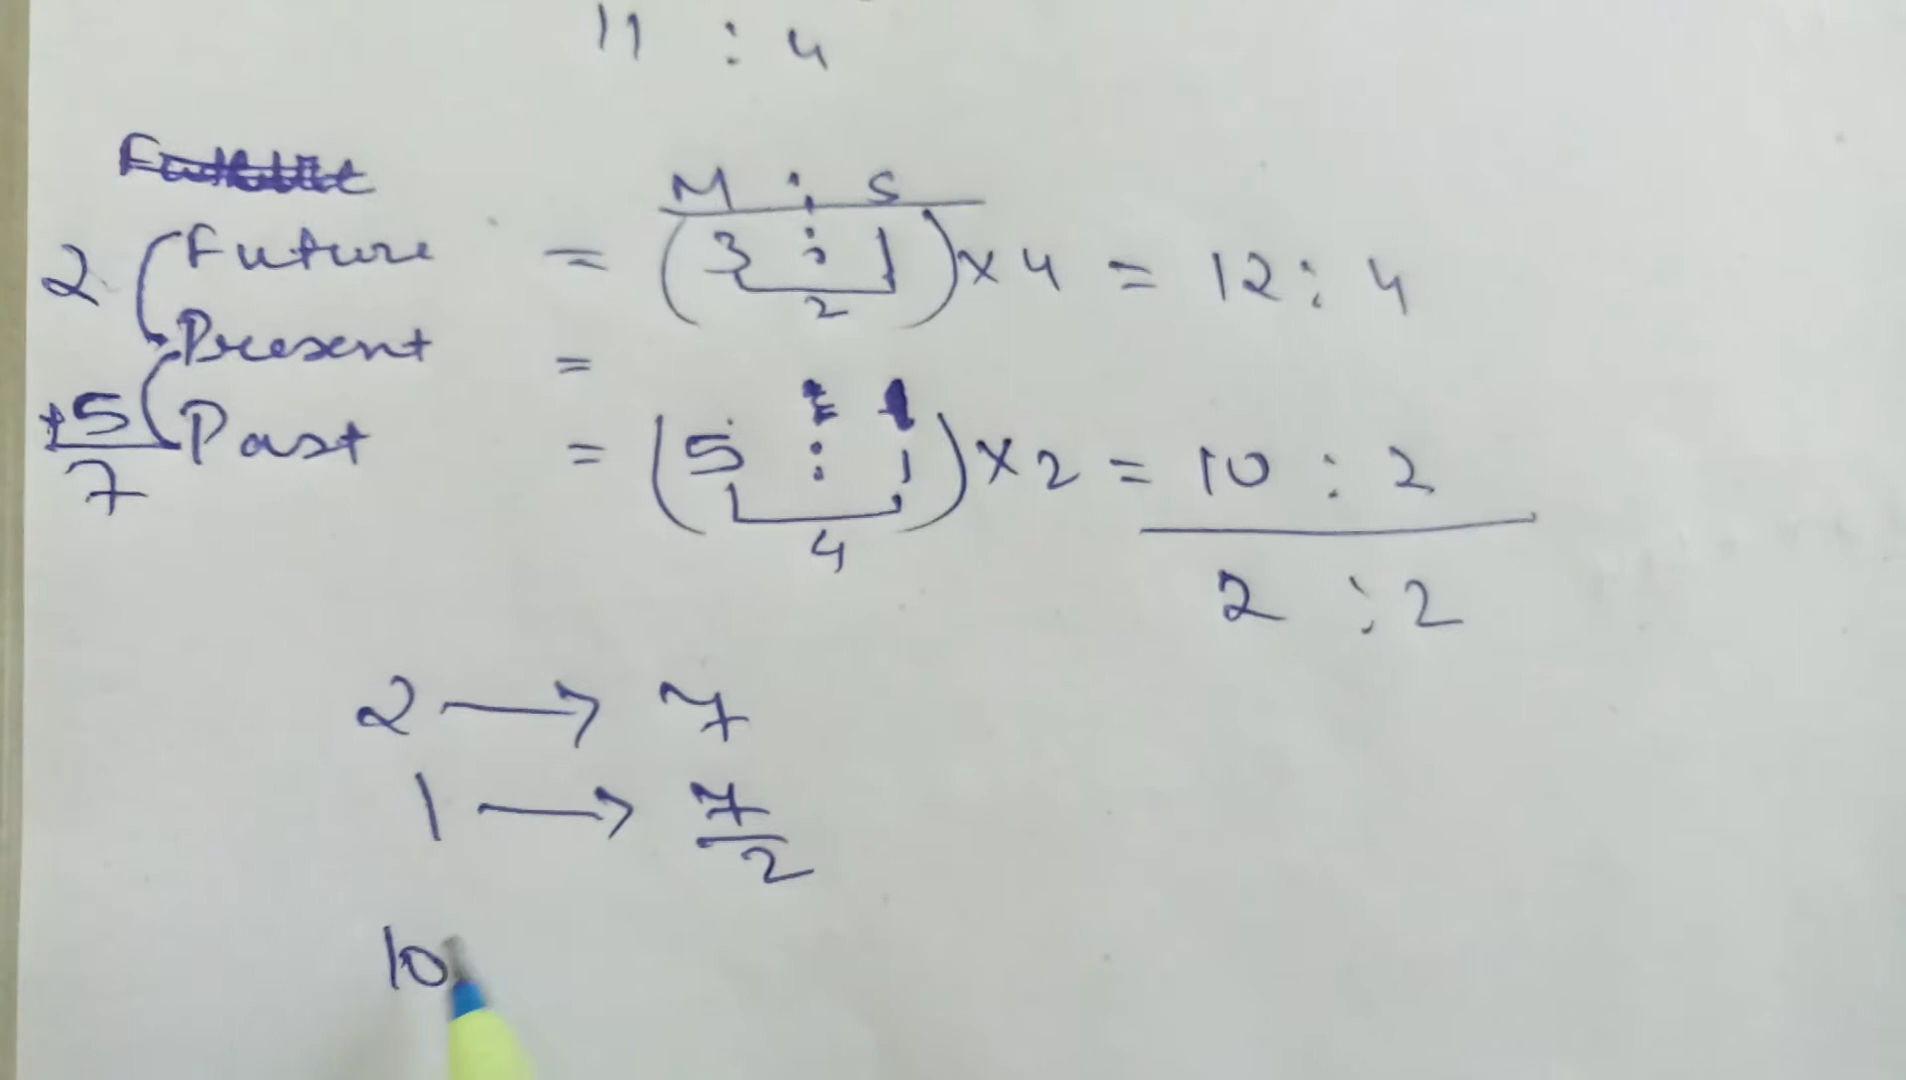 11 : 4
M : S
2 Future = (3 : 1) × 4 = 12 : 4
2
Present =
+5 Past = (5 : 1) × 2 = 10 : 2
7
4
2 : 2
2 → 7
1 → 7/2
10